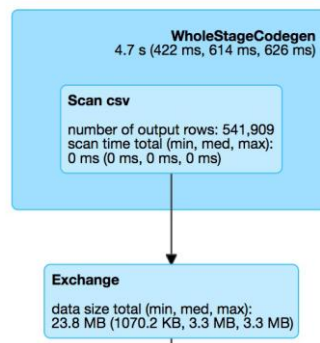 WholeStageCodegen
4.7 s (422 ms, 614 ms, 626 ms)
Scan csv
number of output rows: 541,909
scan time total (min, med, max):
0 ms (0 ms, 0 ms, 0 ms)
Exchange
data size total (min, med, max):
23.8 MB (1070.2 KB, 3.3 MB, 3.3 MB)